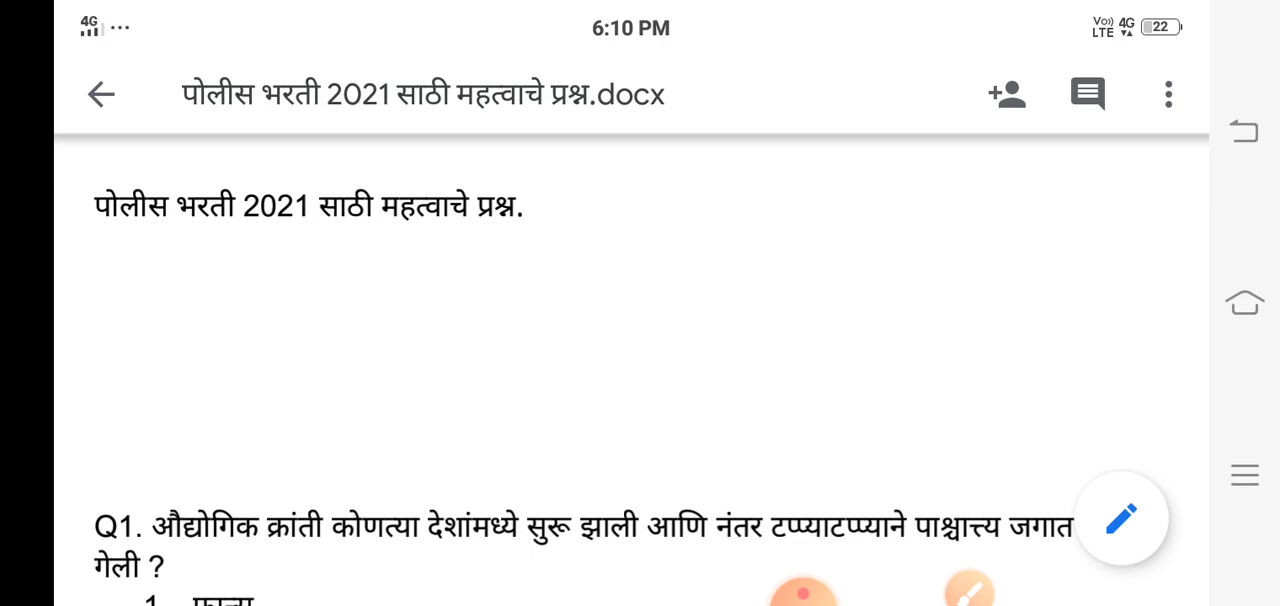 4G ... 6:10 PM Vo) LTE 4G 22
पोलीस भरती 2021 साठी महत्वाचे प्रश्न.docx
पोलीस भरती 2021 साठी महत्वाचे प्रश्न.
Q1. औद्योगिक क्रांती कोणत्या देशांमध्ये सुरू झाली आणि नंतर टप्प्याटप्प्याने पाश्चात्त्य जगात
गेली ?
1.